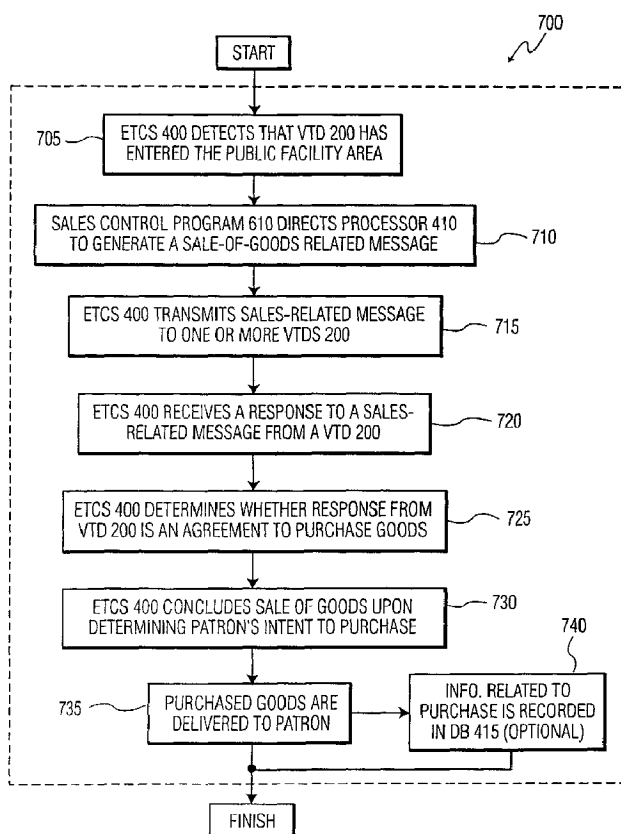 700
START
705
ETCS 400 DETECTS THAT VTD 200 HAS
ENTERED THE PUBLIC FACILITY AREA
SALES CONTROL PROGRAM 610 DIRECTS PROCESSOR 410
TO GENERATE A SALE-OF-GOODS RELATED MESSAGE
710
ETCS 400 TRANSMITS SALES-RELATED MESSAGE
TO ONE OR MORE VTDS 200
715
ETCS 400 RECEIVES A RESPONSE TO A SALES-
RELATED MESSAGE FROM A VTD 200
720
ETCS 400 DETERMINES WHETHER RESPONSE FROM
VTD 200 IS AN AGREEMENT TO PURCHASE GOODS
725
ETCS 400 CONCLUDES SALE OF GOODS UPON
DETERMINING PATRON'S INTENT TO PURCHASE
730
735
PURCHASED GOODS ARE
DELIVERED TO PATRON
740
INFO. RELATED TO
PURCHASE IS RECORDED
IN DB 415 (OPTIONAL)
FINISH